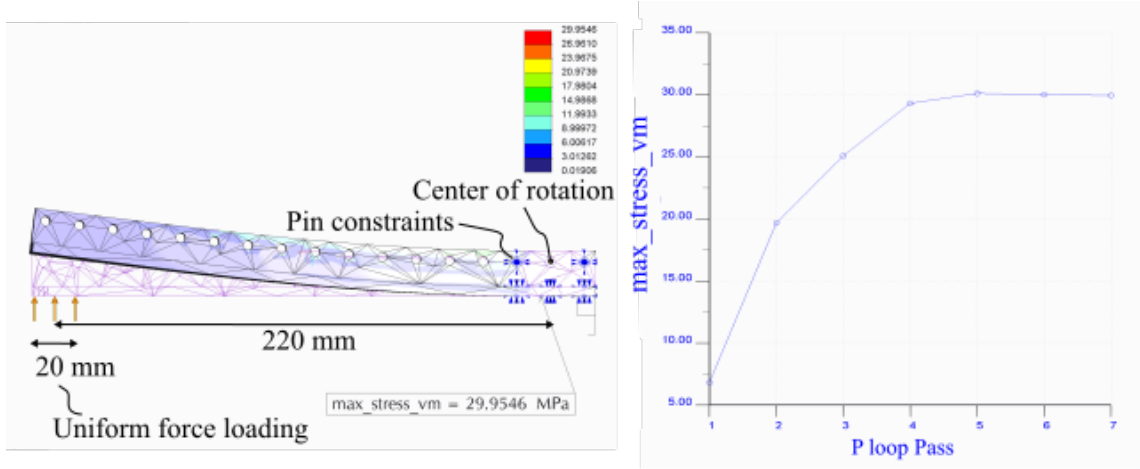 29.9546
26.9610
23.9675
20.9739
17.9804
14.9868
11.9933
8.99972
6.00617
3.01262
0.01906
Center of rotation
Pin constraints
220 mm
20 mm
max_stress_vm = 29.9546 MPa
Uniform force loading
max_stress_vm
35.00
30.00
25.00
20.00
15.00
10.00
5.00
1 2 3 4 5 6 7
P loop Pass